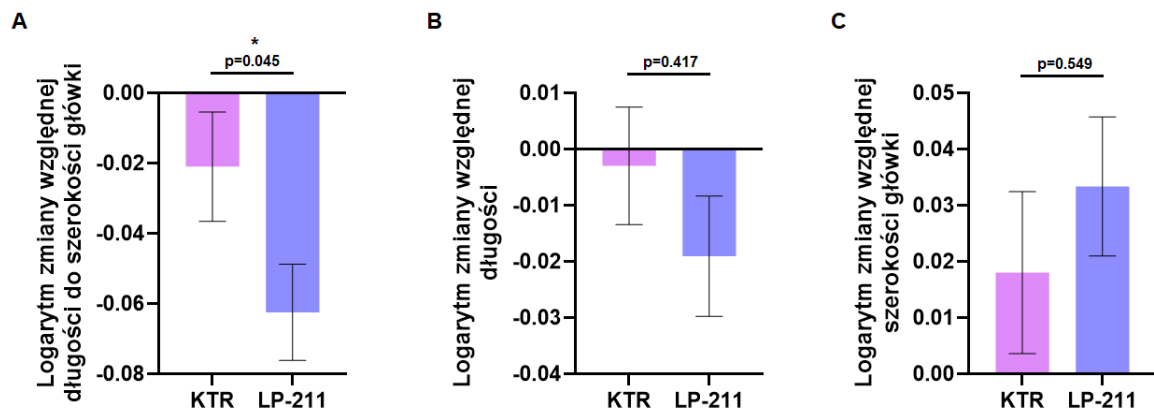 A
Logarytm zmiany względnej
długości do szerokości główki
*
p=0.045
0.00
-0.02
-0.04
-0.06
-0.08
KTR LP-211
B
Logarytm zmiany względnej
długości
p=0.417
0.01
0.00
-0.01
-0.02
-0.03
-0.04
KTR LP-211
C
Logarytm zmiany względnej
szerokości główki
p=0.549
0.05
0.04
0.03
0.02
0.01
0.00
KTR LP-211